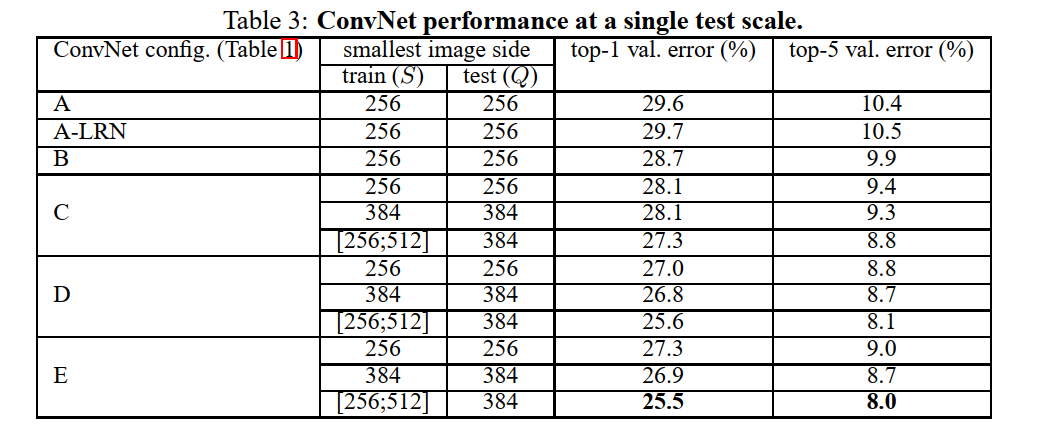 Table 3: ConvNet performance at a single test scale.
ConvNet config. (Table 1) smallest image side top-1 val. error (%) top-5 val. error (%)
train (S) test (Q)
A 256 256 29.6 10.4
A-LRN 256 256 29.7 10.5
B 256 256 28.7 9.9
256 256 28.1 9.4
C 384 384 28.1 9.3
[256;512] 384 27.3 8.8
256 256 27.0 8.8
D 384 384 26.8 8.7
[256;512] 384 25.6 8.1
256 256 27.3 9.0
E 384 384 26.9 8.7
[256;512] 384 25.5 8.0